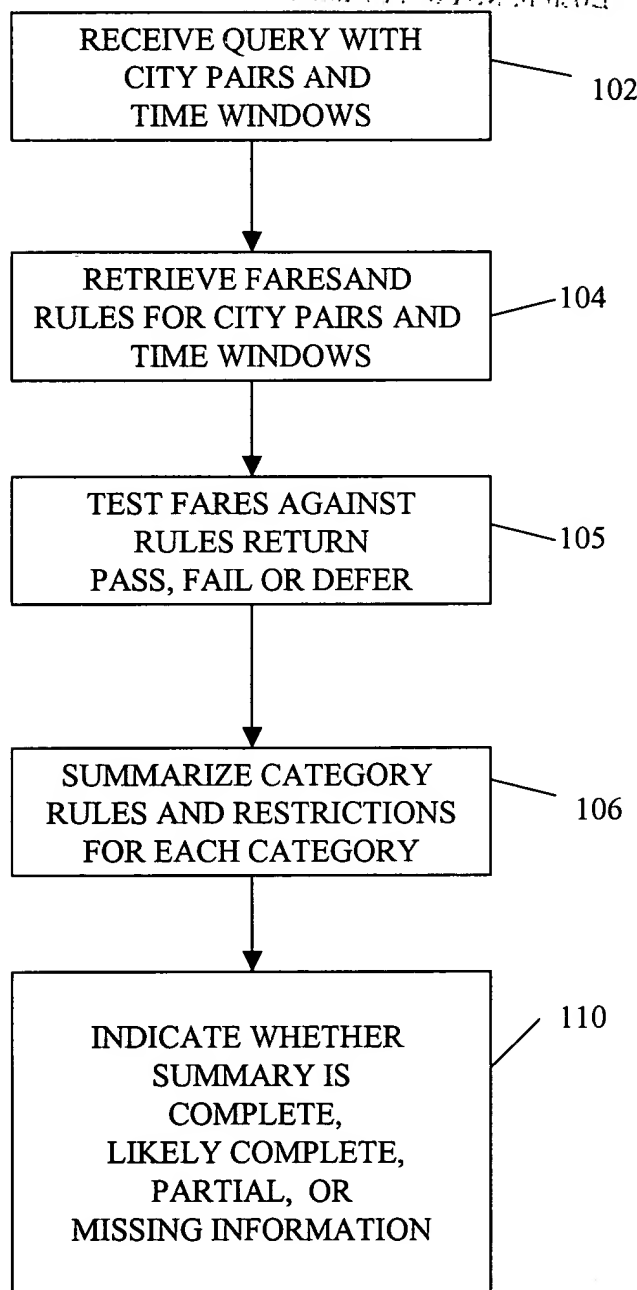 RECEIVE QUERY WITH
CITY PAIRS AND
TIME WINDOWS
102
RETRIEVE FARESAND
RULES FOR CITY PAIRS AND
TIME WINDOWS
104
TEST FARES AGAINST
RULES RETURN
PASS, FAIL OR DEFER
105
SUMMARIZE CATEGORY
RULES AND RESTRICTIONS
FOR EACH CATEGORY
106
INDICATE WHETHER
SUMMARY IS
COMPLETE,
LIKELY COMPLETE,
PARTIAL, OR
MISSING INFORMATION
110